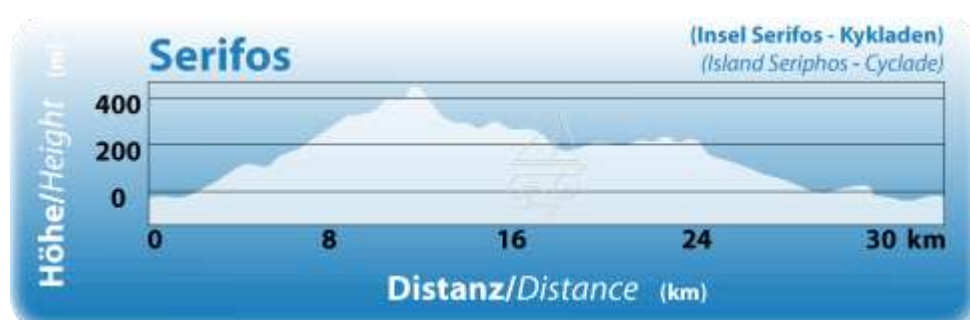 Serifos
(Insel Serifos - Kykladen)
(Island Seriphos - Cyclade)
Höhe/Height (m)
400
200
0
0 8 16 24 30 km
Distanz/Distance (km)